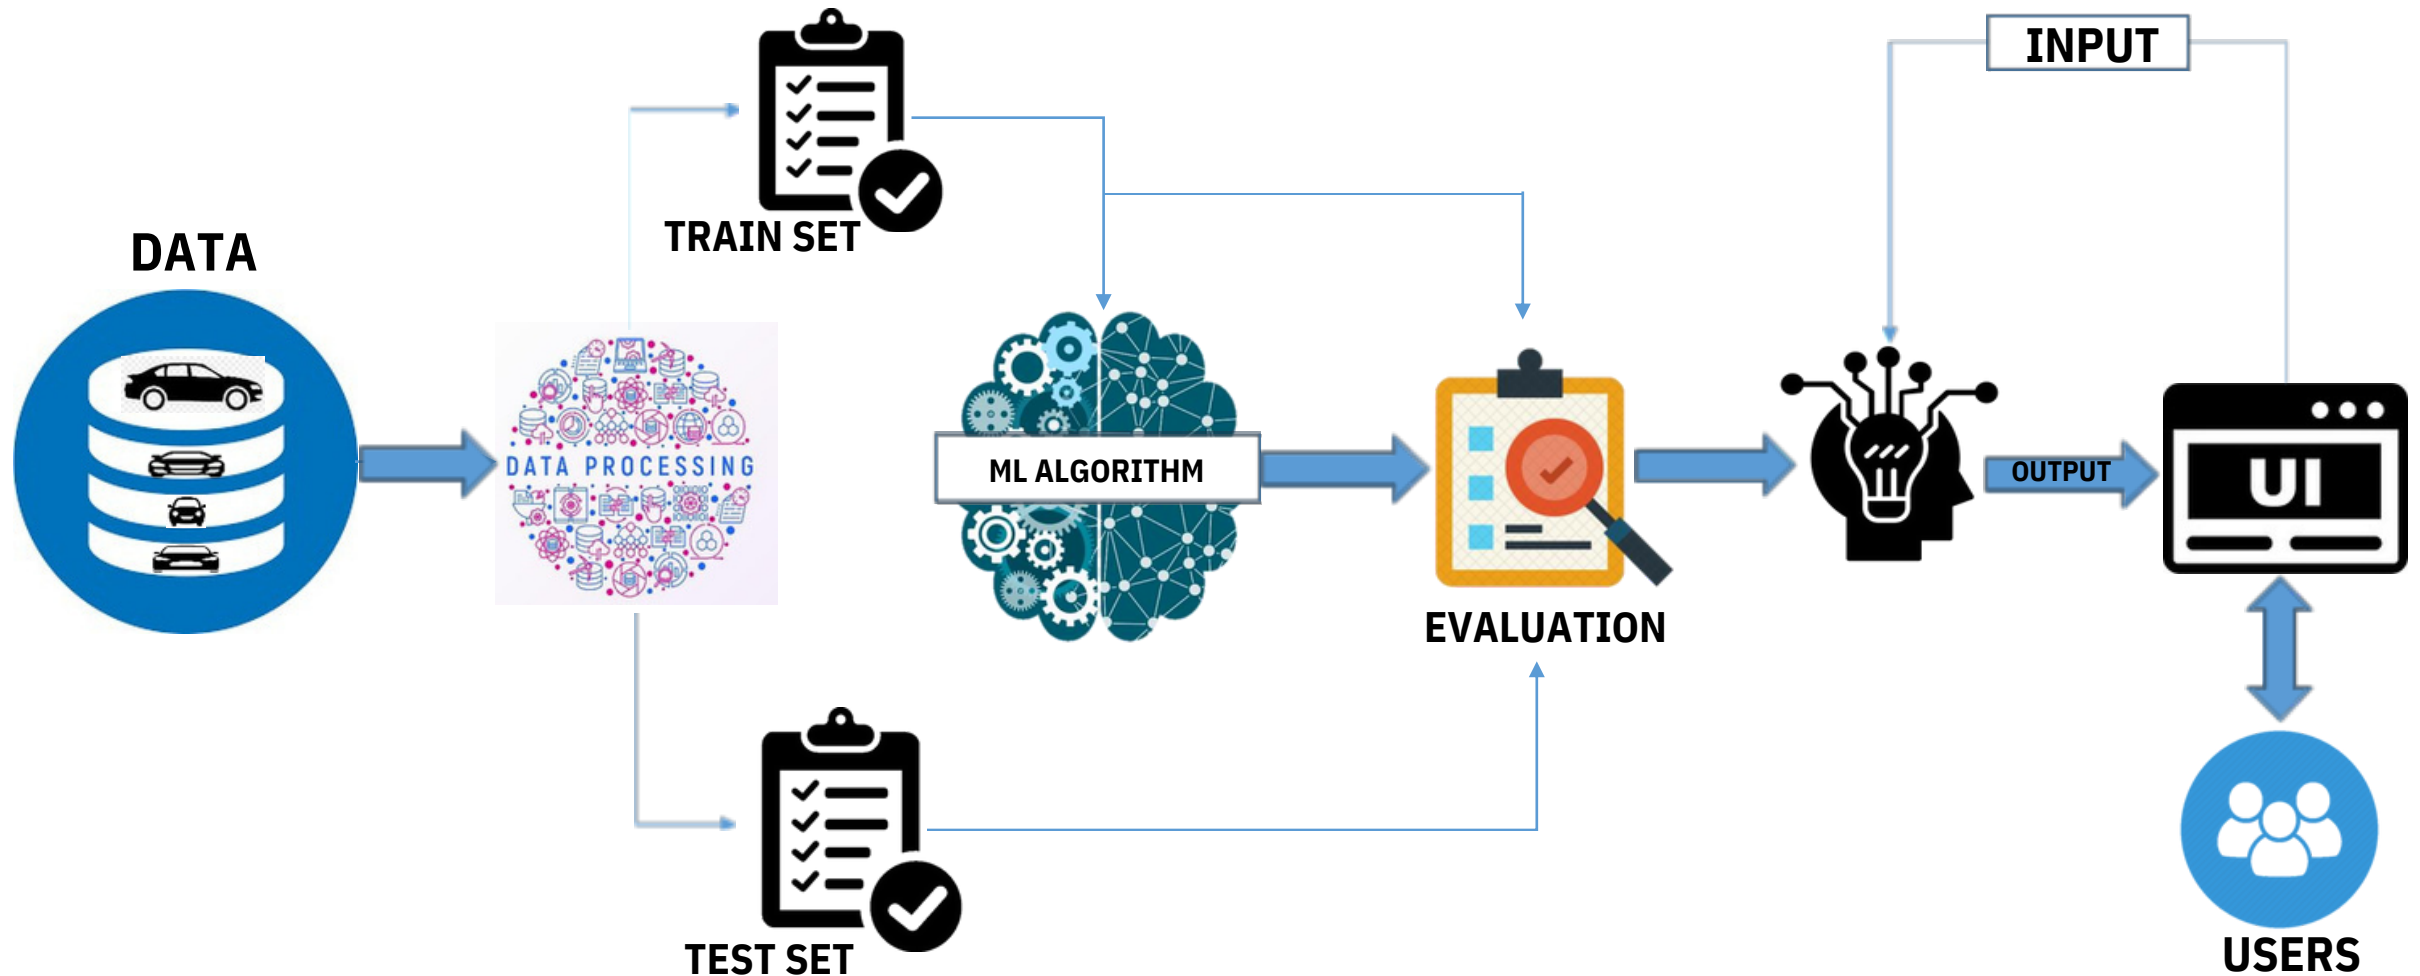 DATA
DATA PROCESSING
TRAIN SET
TEST SET
ML ALGORITHM
EVALUATION
INPUT
OUTPUT
UI
USERS